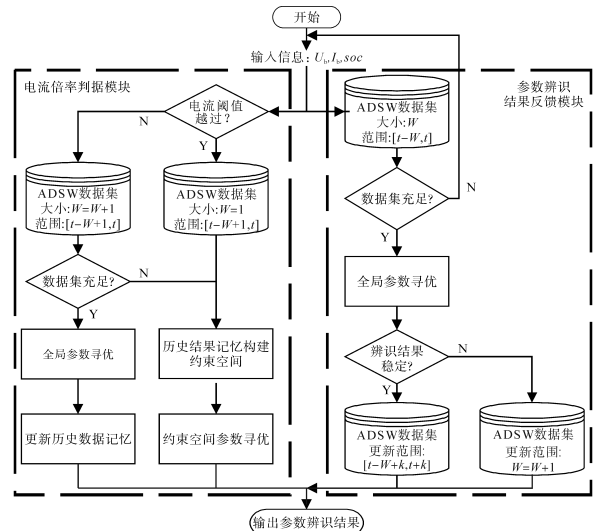 开始
输入信息：Ub,Ib,soc
电流倍率判据模块
电流阈值
越过？
N
Y
ADSW数据集
大小:W=W+1
范围:[t−W+1,t]
ADSW数据集
大小:W=1
范围:[t−W+1,t]
数据集充足?
N
Y
全局参数寻优
历史结果记忆构建
约束空间
更新历史数据记忆
约束空间参数寻优
参数辨识
结果反馈模块
ADSW数据集
大小:W
范围:[t−W,t]
数据集充足?
N
Y
全局参数寻优
辨识结果
稳定?
N
Y
ADSW数据集
更新范围:
[t−W+k,t+k]
ADSW数据集
更新范围:
W=W+1
输出参数辨识结果